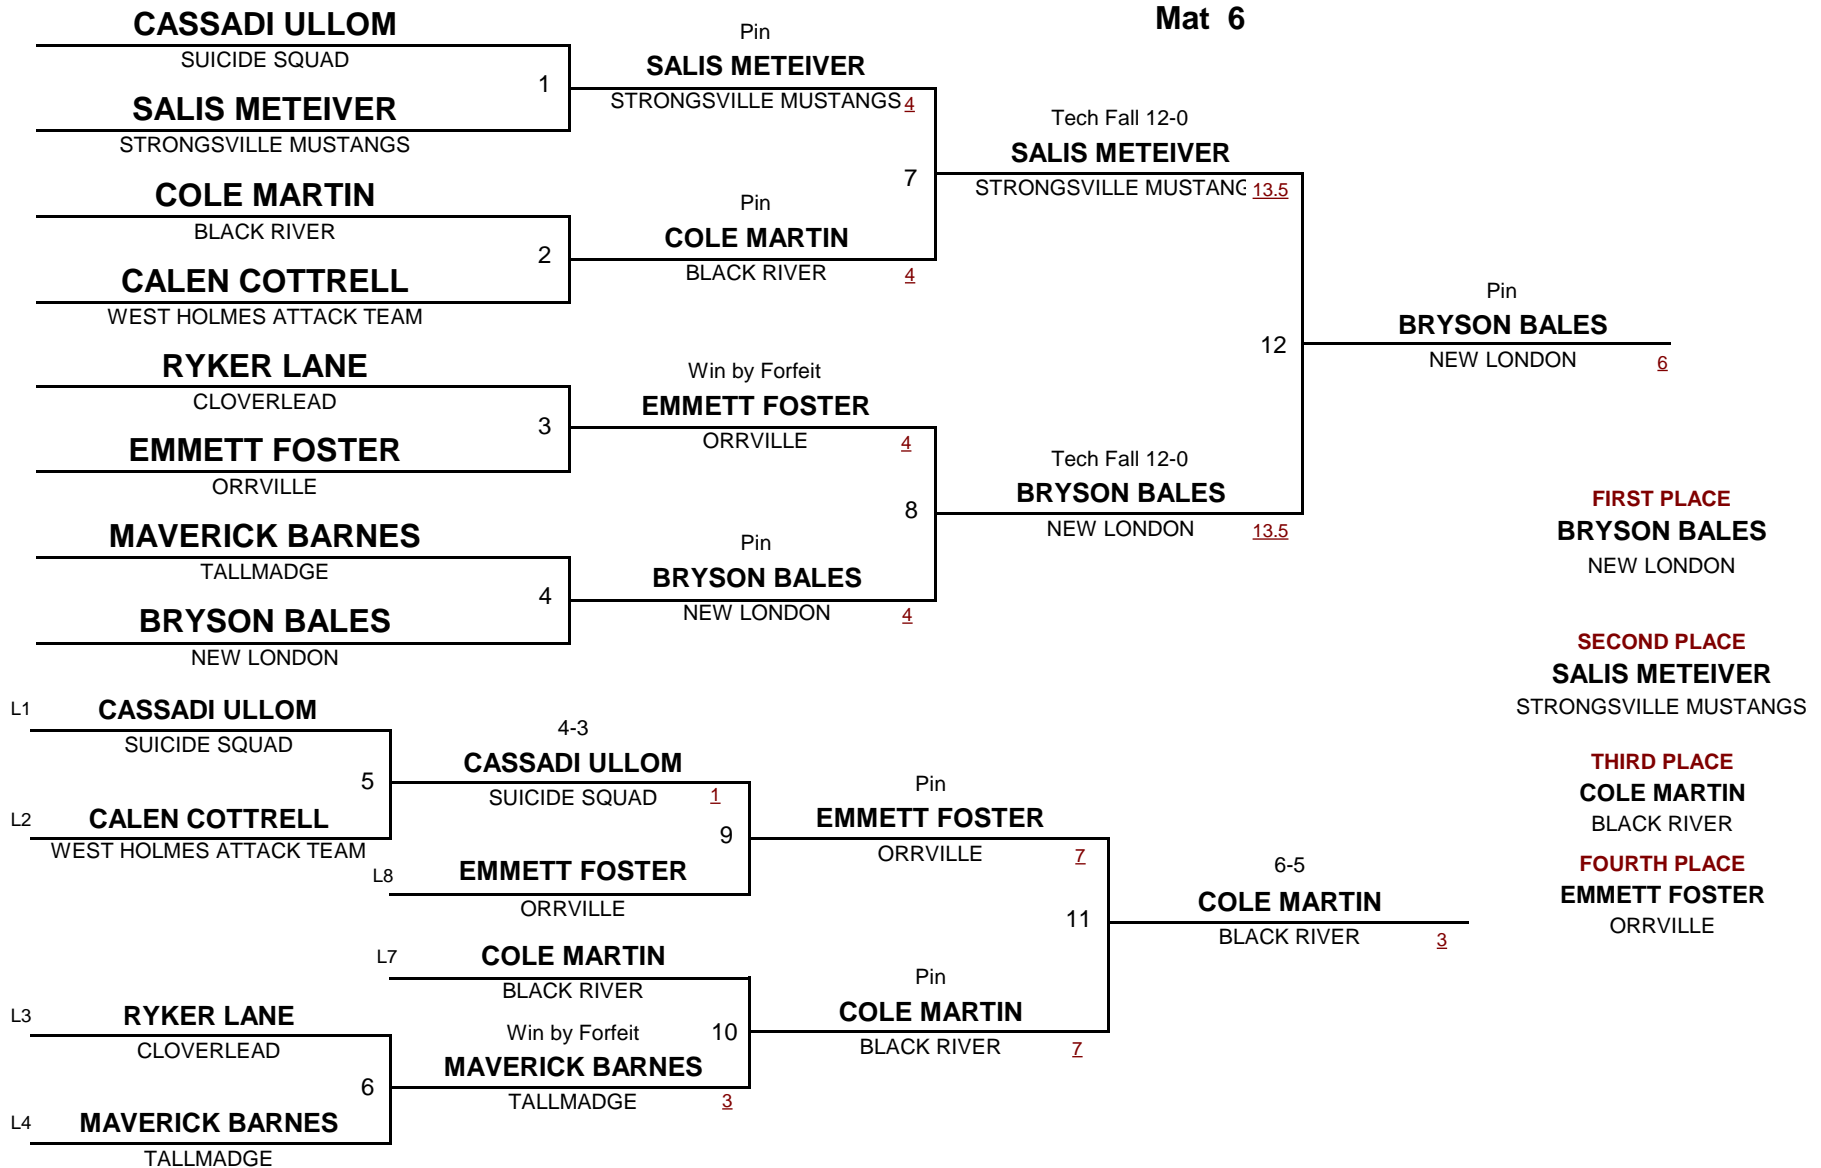 Mat 6
CASSADI ULLOM
SUICIDE SQUAD
1
SALIS METEIVER
STRONGSVILLE MUSTANGS
COLE MARTIN
BLACK RIVER
2
CALEN COTTRELL
WEST HOLMES ATTACK TEAM
RYKER LANE
CLOVERLEAD
3
EMMETT FOSTER
ORRVILLE
MAVERICK BARNES
TALLMADGE
4
BRYSON BALES
NEW LONDON
Pin
SALIS METEIVER
STRONGSVILLE MUSTANGS 4
7
Pin
COLE MARTIN
BLACK RIVER 4
Win by Forfeit
EMMETT FOSTER
ORRVILLE 4
8
Pin
BRYSON BALES
NEW LONDON 4
Tech Fall 12-0
SALIS METEIVER
STRONGSVILLE MUSTANG 13.5
12
Tech Fall 12-0
BRYSON BALES
NEW LONDON 13.5
Pin
BRYSON BALES
NEW LONDON 6
L1 CASSADI ULLOM
SUICIDE SQUAD
5
L2 CALEN COTTRELL
WEST HOLMES ATTACK TEAM
L3 RYKER LANE
CLOVERLEAD
6
L4 MAVERICK BARNES
TALLMADGE
4-3
CASSADI ULLOM
SUICIDE SQUAD 1
9
L8 EMMETT FOSTER
ORRVILLE
L7 COLE MARTIN
BLACK RIVER
Win by Forfeit 10
MAVERICK BARNES
TALLMADGE 3
Pin
EMMETT FOSTER
ORRVILLE 7
11
Pin
COLE MARTIN
BLACK RIVER 7
6-5
COLE MARTIN
BLACK RIVER 3
FIRST PLACE
BRYSON BALES
NEW LONDON
SECOND PLACE
SALIS METEIVER
STRONGSVILLE MUSTANGS
THIRD PLACE
COLE MARTIN
BLACK RIVER
FOURTH PLACE
EMMETT FOSTER
ORRVILLE